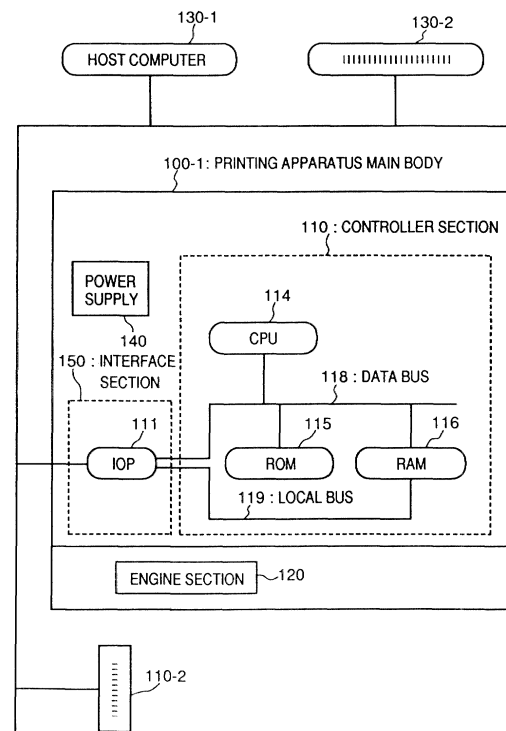 130-1
130-2
HOST COMPUTER
100-1 : PRINTING APPARATUS MAIN BODY
110 : CONTROLLER SECTION
POWER
SUPPLY
140
114
CPU
150 : INTERFACE
SECTION
118 : DATA BUS
111
115
116
IOP
ROM
RAM
119 : LOCAL BUS
ENGINE SECTION
120
110-2